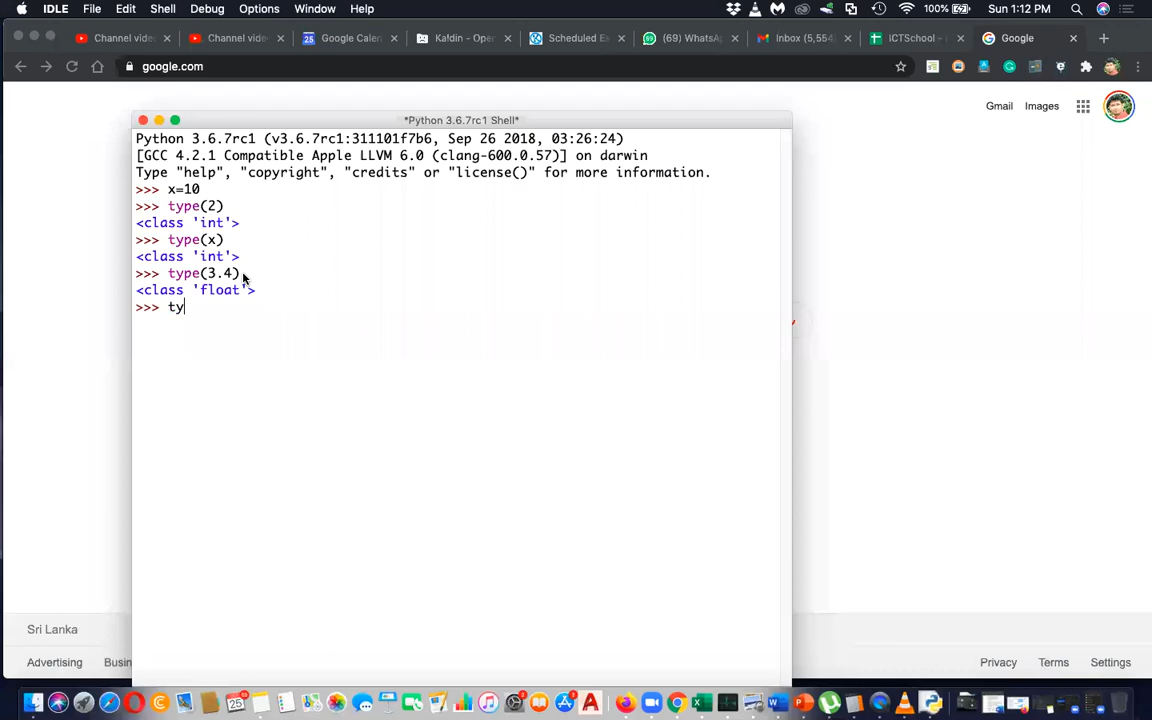 IDLE File Edit Shell Debug Options Window Help 100% Sun 1:12 PM
Channel vide Channel vide Google Calen Scheduled E (69) WhatsA Inbox (5,554 ICTSchool - Google
google.com
Gmail Images
*Python 3.6.7rc1 Shell*
Python 3.6.7rc1 (v3.6.7rc1:311101f7b6, Sep 26 2018, 03:26:24)
[GCC 4.2.1 Compatible Apple LLVM 6.0 (clang-600.0.57)] on darwin
Type "help", "copyright", "credits" or "license()" for more information.
>>> x=10
>>> type(2)
<class 'int'>
>>> type(x)
<class 'int'>
>>> type(3.4)
<class 'float'>
>>> ty
Sri Lanka
Advertising Busin Privacy Terms Settings